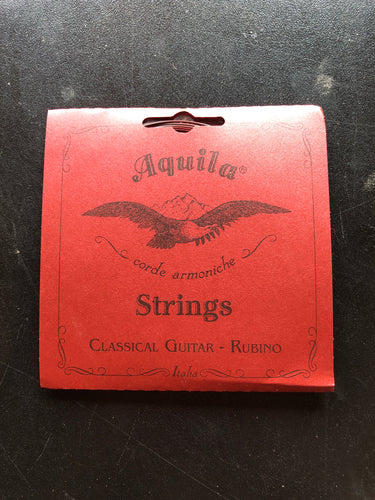 Aquila®
corde armoniche
Strings
CLASSICAL GUITAR - RUBINO
Italia